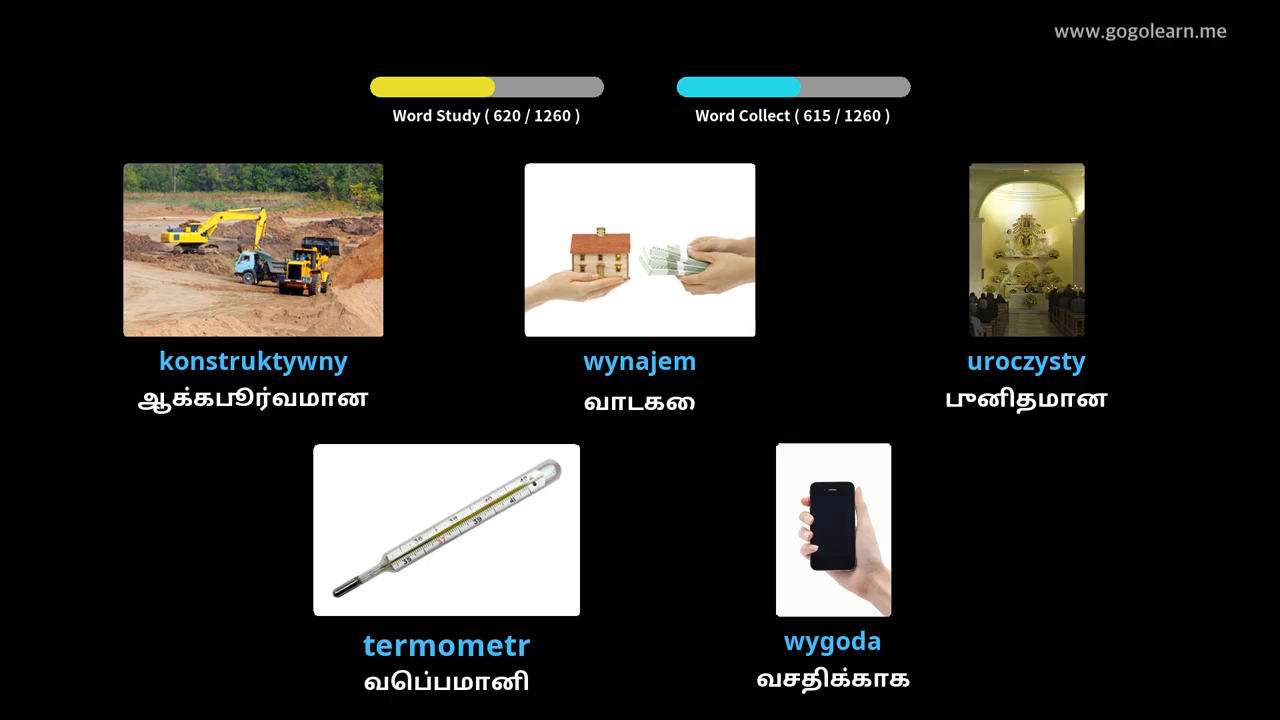 www.gogolearn.me
Word Study ( 620 / 1260 )
Word Collect ( 615 / 1260 )
konstruktywny
wynajem
uroczysty
ஆக்கபூர்வமான
வாடகை
புனிதமான
termometr
wygoda
வெப்பமானி
வசதிக்காக